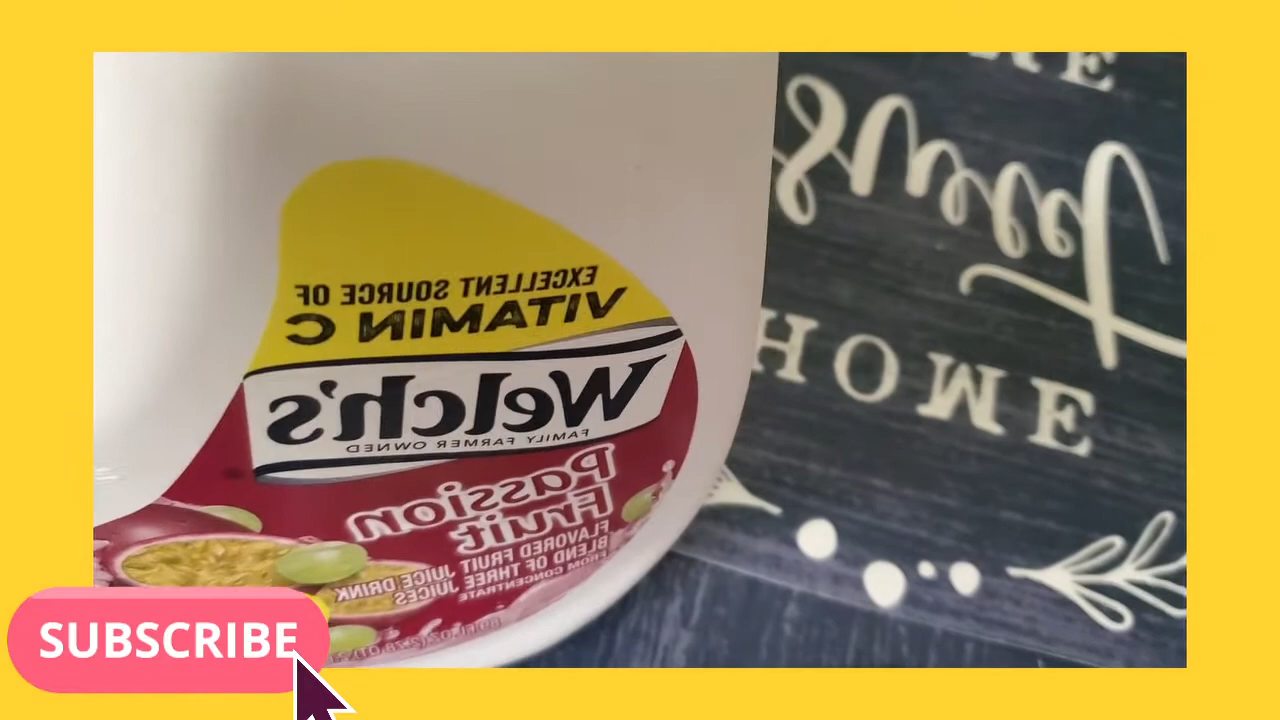 EXCELLENT SOURCE OF
VITAMIN C
Welch's
FAMILY FARMER OWNED
Passion
Fruit
FLAVORED FRUIT JUICE DRINK
BLEND OF THREE JUICES
FROM CONCENTRATE
sweet
HOME
SUBSCRIBE